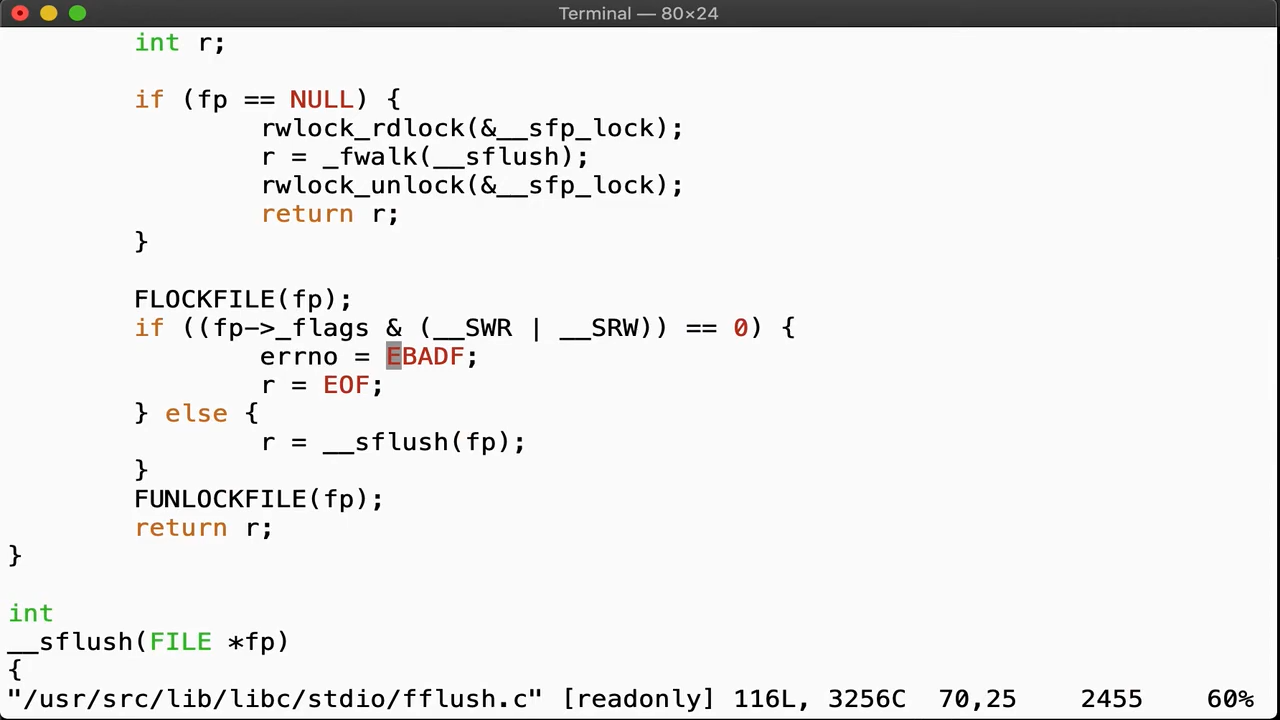 Terminal — 80×24
int r;
if (fp == NULL) {
rwlock_rdlock(&__sfp_lock);
r = _fwalk(__sflush);
rwlock_unlock(&__sfp_lock);
return r;
}
FLOCKFILE(fp);
if ((fp->_flags & (__SWR | __SRW)) == 0) {
errno = EBADF;
r = EOF;
} else {
r = __sflush(fp);
}
FUNLOCKFILE(fp);
return r;
}
int
__sflush(FILE *fp)
{
"/usr/src/lib/libc/stdio/fflush.c" [readonly] 116L, 3256C 70,25 2455 60%